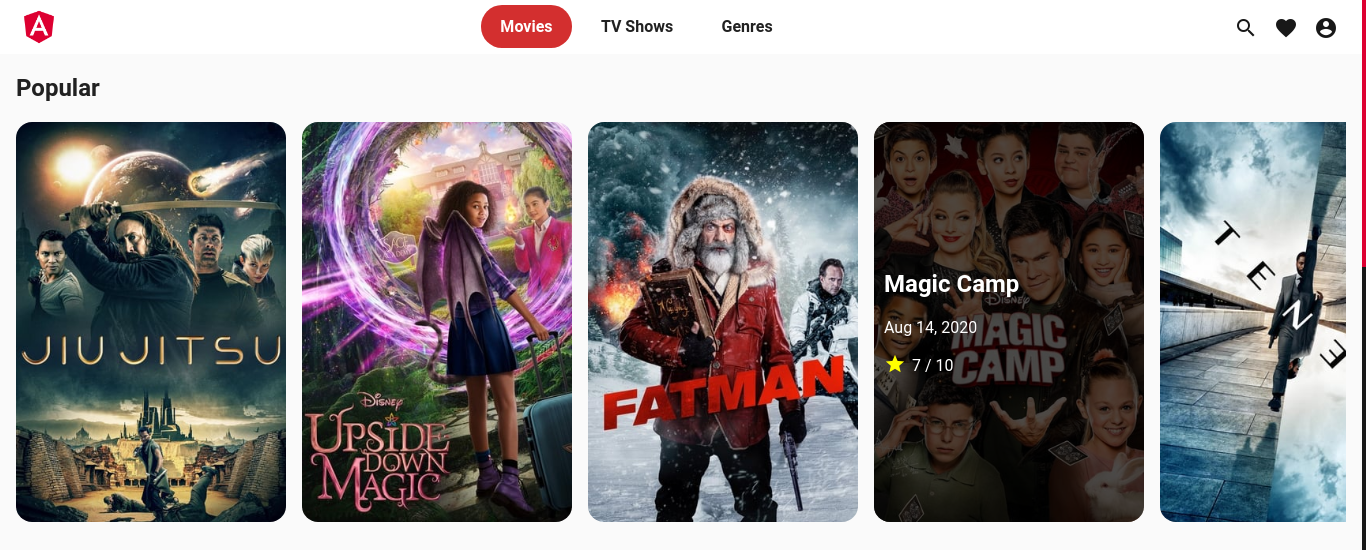 A
Movies
TV Shows
Genres
Popular
JIU JITSU
Disney
UPSIDE
DOWN
MAGIC
FATMAN
Magic Camp
Aug 14, 2020
7 / 10
Disney
MAGIC
CAMP
TENE